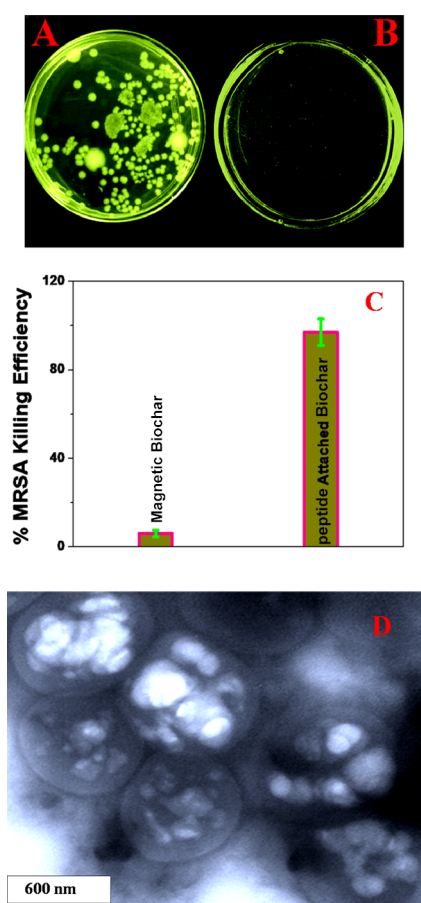 A
B
C
120
80
40
0
% MRSA Killing Efficiency
Magnetic Biochar
peptide Attached Biochar
D
600 nm